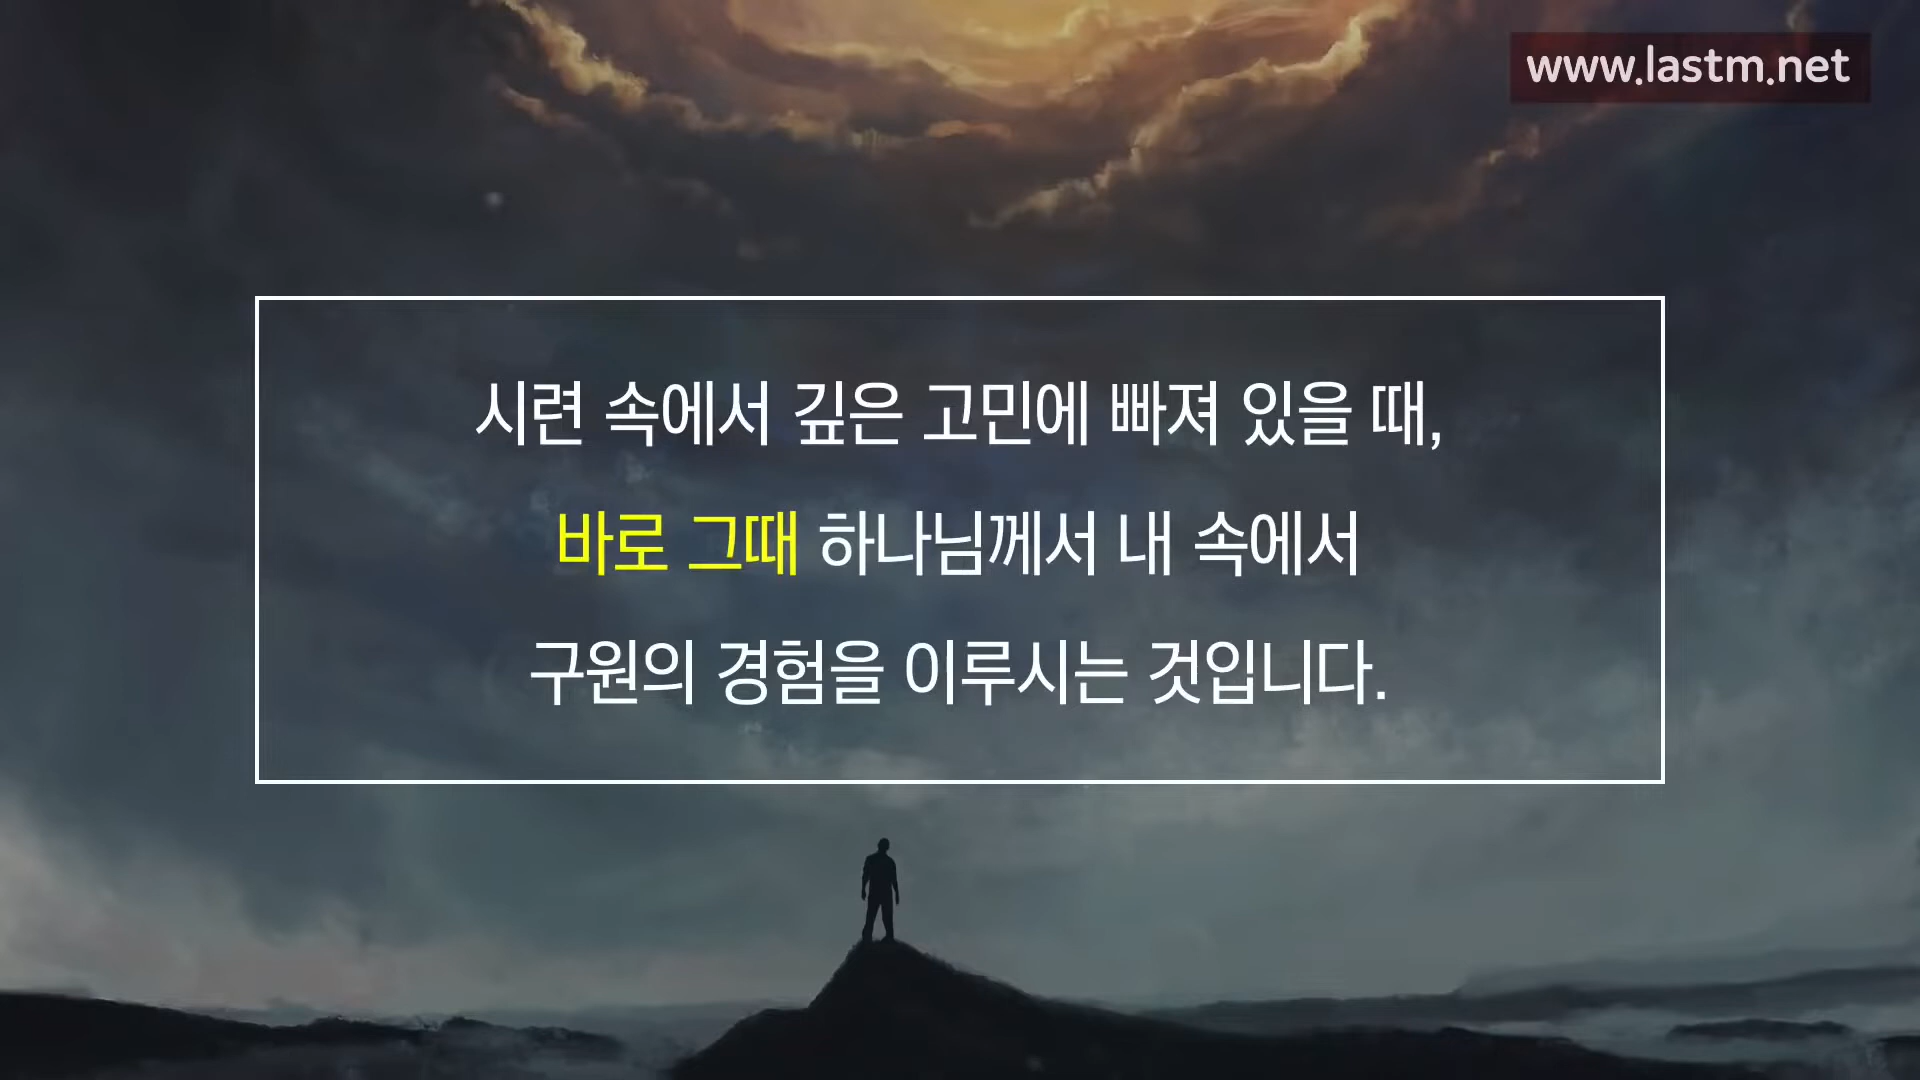 www.lastm.net
시련 속에서 깊은 고민에 빠져 있을 때,
바로 그때 하나님께서 내 속에서
구원의 경험을 이루시는 것입니다.